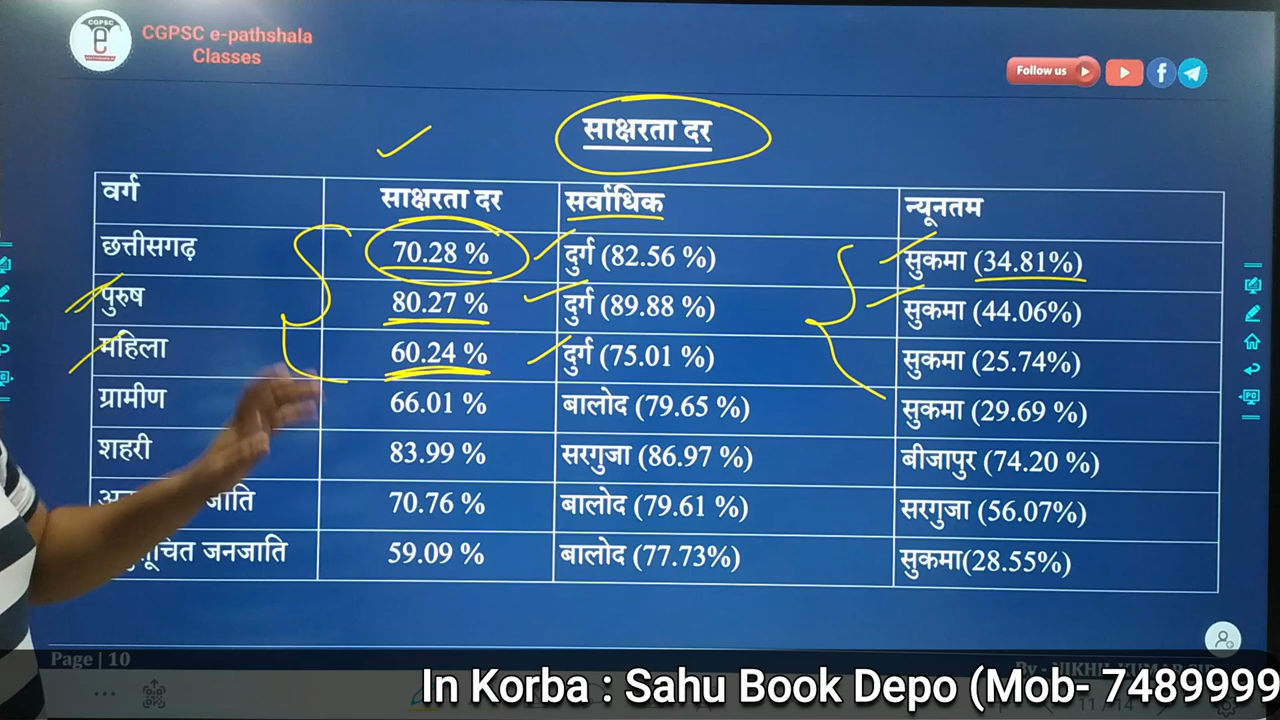 CGPSC
e
CGPSC e-pathshala
Classes
Follow us
साक्षरता दर
वर्ग साक्षरता दर सर्वाधिक न्यूनतम
छत्तीसगढ़ 70.28 % दुर्ग (82.56 %) सुकमा (34.81%)
पुरुष 80.27 % दुर्ग (89.88 %) सुकमा (44.06%)
महिला 60.24 % दुर्ग (75.01 %) सुकमा (25.74%)
ग्रामीण 66.01 % बालोद (79.65 %) सुकमा (29.69 %)
शहरी 83.99 % सरगुजा (86.97 %) बीजापुर (74.20 %)
70.76 % बालोद (79.61 %) सरगुजा (56.07%)
जनजाति 59.09 % बालोद (77.73%) सुकमा(28.55%)
Page | 10
11 / 14
In Korba : Sahu Book Depo (Mob- 7489999